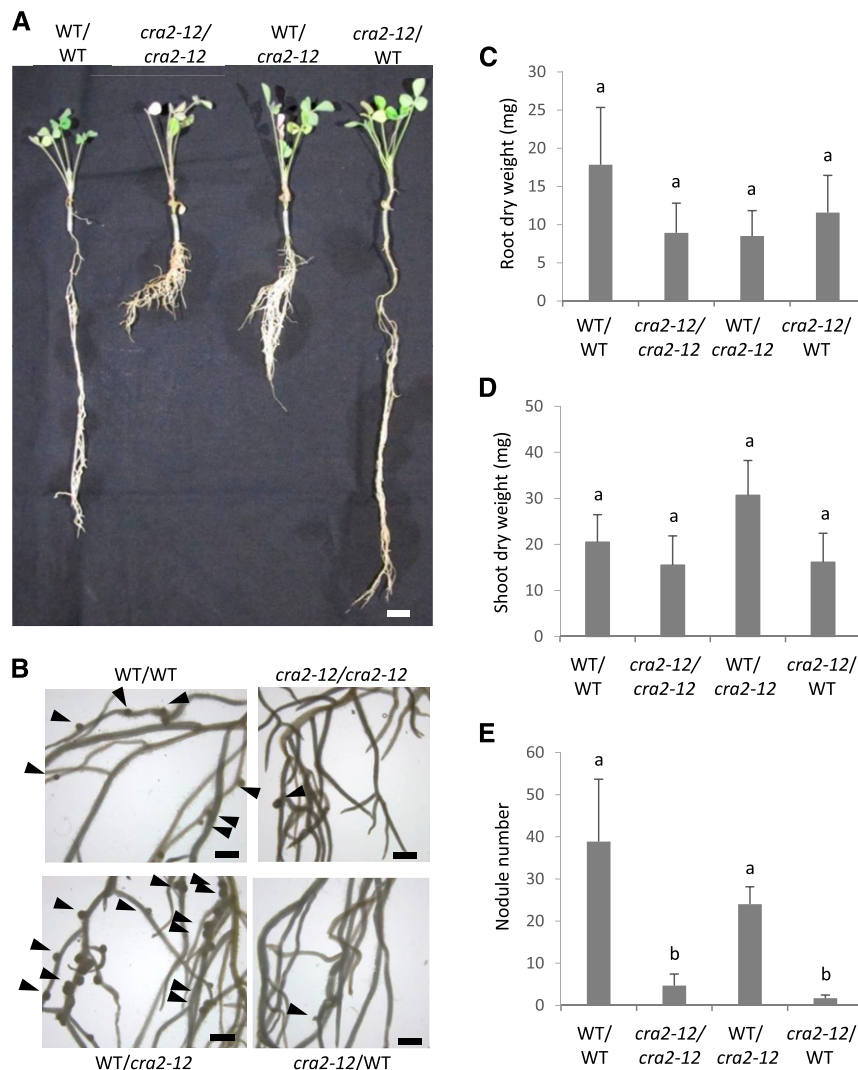 A
WT/
WT
cra2-12/
cra2-12
WT/
cra2-12
cra2-12/
WT
B
WT/WT
cra2-12/cra2-12
WT/cra2-12
cra2-12/WT
C
Root dry weight (mg)
30
25
20
15
10
5
0
a
a
a
a
WT/
WT
cra2-12/
cra2-12
WT/
cra2-12
cra2-12/
WT
D
Shoot dry weight (mg)
50
40
30
20
10
0
a
a
a
a
WT/
WT
cra2-12/
cra2-12
WT/
cra2-12
cra2-12/
WT
E
Nodule number
60
50
40
30
20
10
0
a
b
a
b
WT/
WT
cra2-12/
cra2-12
WT/
cra2-12
cra2-12/
WT